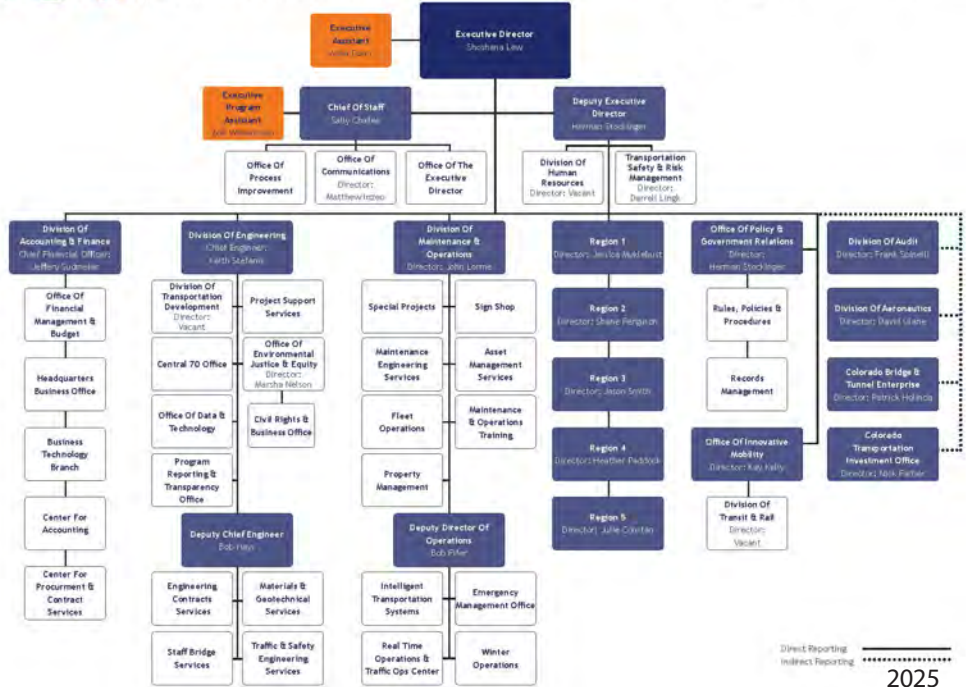 Executive Director
Shoshana Lew
Executive
Assistant
Executive
Program
Assistant
Chief Of Staff
Deputy Executive
Director
Herman Stockinger
Office Of
Process
Improvement
Office Of
Communications
Director:
Matthew Inzeo
Office Of The
Executive
Director
Division Of
Human
Resources
Director: Vacant
Transportation
Safety & Risk
Management
Director:
Darrell Lingk
Division Of
Accounting & Finance
Chief Financial Officer:
Jeffery
Division Of Engineering
Chief Engineer:
Keith Stefanik
Division Of
Maintenance &
Operations
Director: John Lorme
Region 1
Director: Jessica Myklebust
Office Of Policy &
Government Relations
Director:
Herman Stockinger
Division Of Audit
Director: Frank Spinelli
Office Of
Financial
Management &
Budget
Division Of
Transportation
Development
Director:
Vacant
Project Support
Services
Special Projects
Sign Shop
Region 2
Director: Shane Ferguson
Rules, Policies &
Procedures
Division Of Aeronautics
Director: David Ulane
Headquarters
Business Office
Central 70 Office
Office Of
Environmental
Justice & Equity
Director:
Marsha Nelson
Maintenance
Engineering
Services
Asset
Management
Services
Region 3
Director: Jason Smith
Records
Management
Colorado Bridge &
Tunnel Enterprise
Director: Patrick Holinda
Business
Technology
Branch
Office Of Data &
Technology
Civil Rights &
Business Office
Fleet
Operations
Maintenance
& Operations
Training
Region 4
Director: Heather Paddock
Office Of Innovative
Mobility
Director: Kay Kelly
Colorado
Transportation
Investment Office
Director: Nick Farber
Center For
Accounting
Program
Reporting &
Transparency
Office
Property
Management
Region 5
Director: Julie Constan
Division Of
Transit & Rail
Director:
Vacant
Center For
Procurment &
Contract
Services
Deputy Chief Engineer
Bob Hays
Deputy Director Of
Operations
Bob Fifer
Engineering
Contracts
Services
Materials &
Geotechnical
Services
Intelligent
Transportation
Systems
Emergency
Management Office
Staff Bridge
Services
Traffic & Safety
Engineering
Services
Real Time
Operations &
Traffic Ops Center
Winter
Operations
Direct Reporting
Indirect Reporting
2025